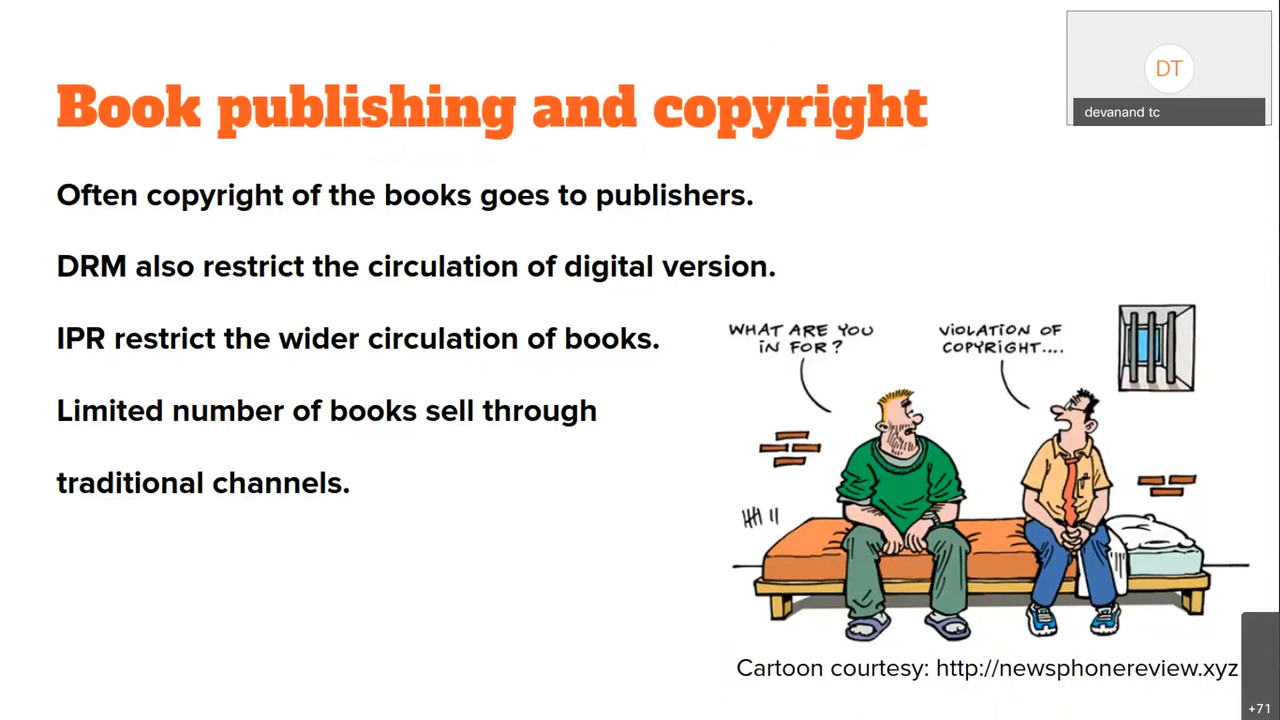 DT
devanand tc
Book publishing and copyright
Often copyright of the books goes to publishers.
DRM also restrict the circulation of digital version.
IPR restrict the wider circulation of books.
Limited number of books sell through
traditional channels.
WHAT ARE YOU
IN FOR?
VIOLATION OF
COPYRIGHT....
Cartoon courtesy: http://newsphonereview.xyz
+71